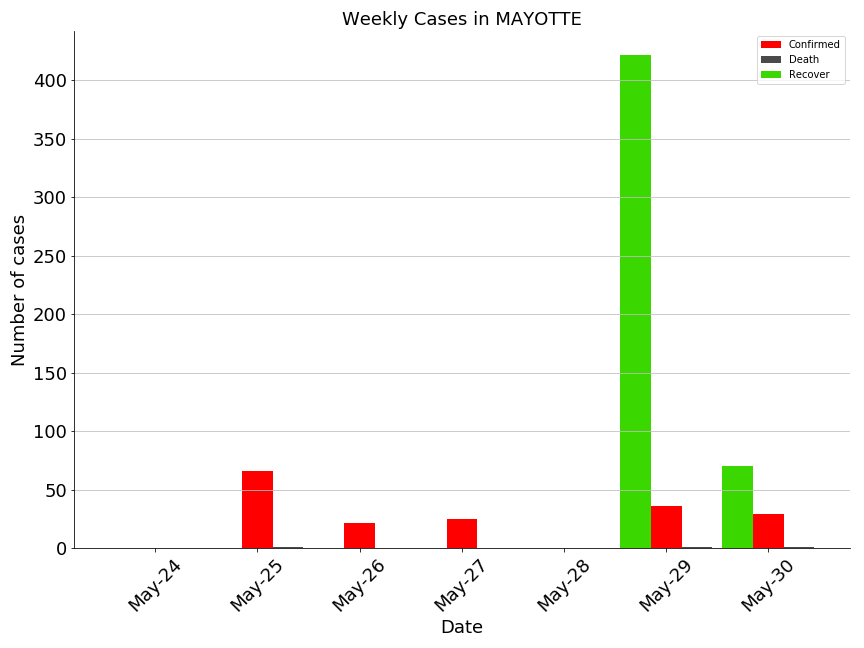 Weekly Cases in MAYOTTE
Confirmed
Death
Recover
Number of cases
400
350
300
250
200
150
100
50
0
May-24
May-25
May-26
May-27
May-28
May-29
May-30
Date